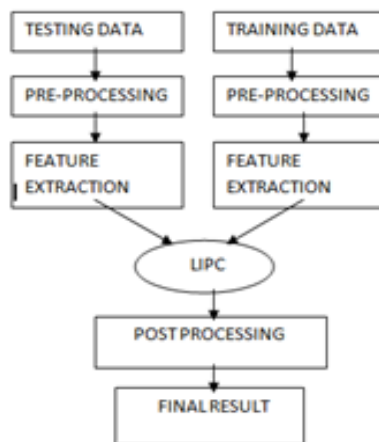 TESTING DATA
TRAINING DATA
PRE-PROCESSING
PRE-PROCESSING
FEATURE
EXTRACTION
FEATURE
EXTRACTION
LIPC
POST PROCESSING
FINAL RESULT